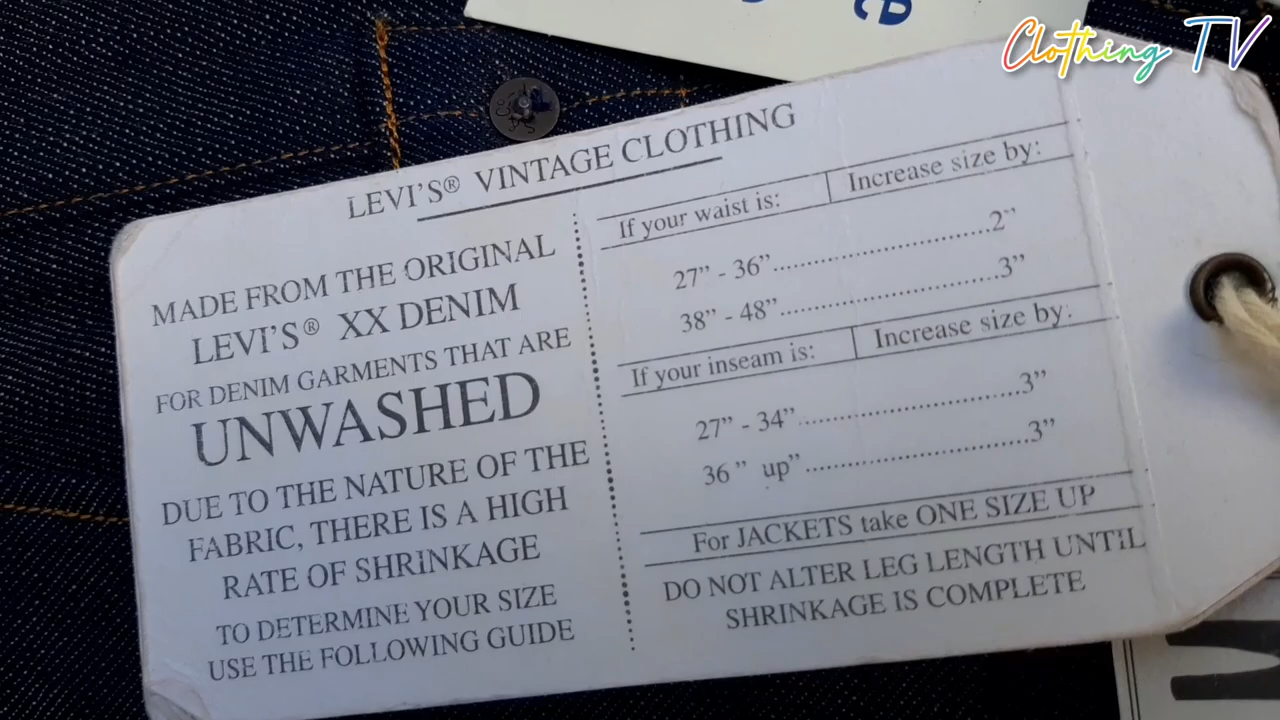 Clothing TV
LEVI'S® VINTAGE CLOTHING
MADE FROM THE ORIGINAL
LEVI'S® XX DENIM
FOR DENIM GARMENTS THAT ARE
UNWASHED
DUE TO THE NATURE OF THE
FABRIC, THERE IS A HIGH
RATE OF SHRINKAGE
TO DETERMINE YOUR SIZE
USE THE FOLLOWING GUIDE
If your waist is: Increase size by:
27” - 36”......................................2”
38” - 48”......................................3”
If your inseam is: Increase size by:
27” - 34”......................................3”
36 ” up”......................................3”
For JACKETS take ONE SIZE UP
DO NOT ALTER LEG LENGTH UNTIL
SHRINKAGE IS COMPLETE